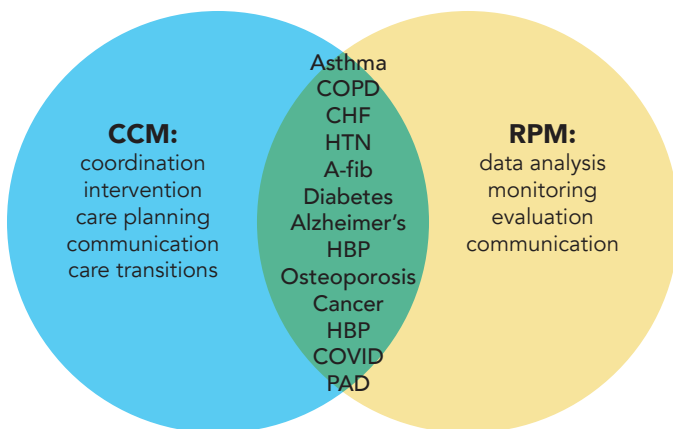 CCM:
coordination
intervention
care planning
communication
care transitions
Asthma
COPD
CHF
HTN
A-fib
Diabetes
Alzheimer's
HBP
Osteoporosis
Cancer
HBP
COVID
PAD
RPM:
data analysis
monitoring
evaluation
communication